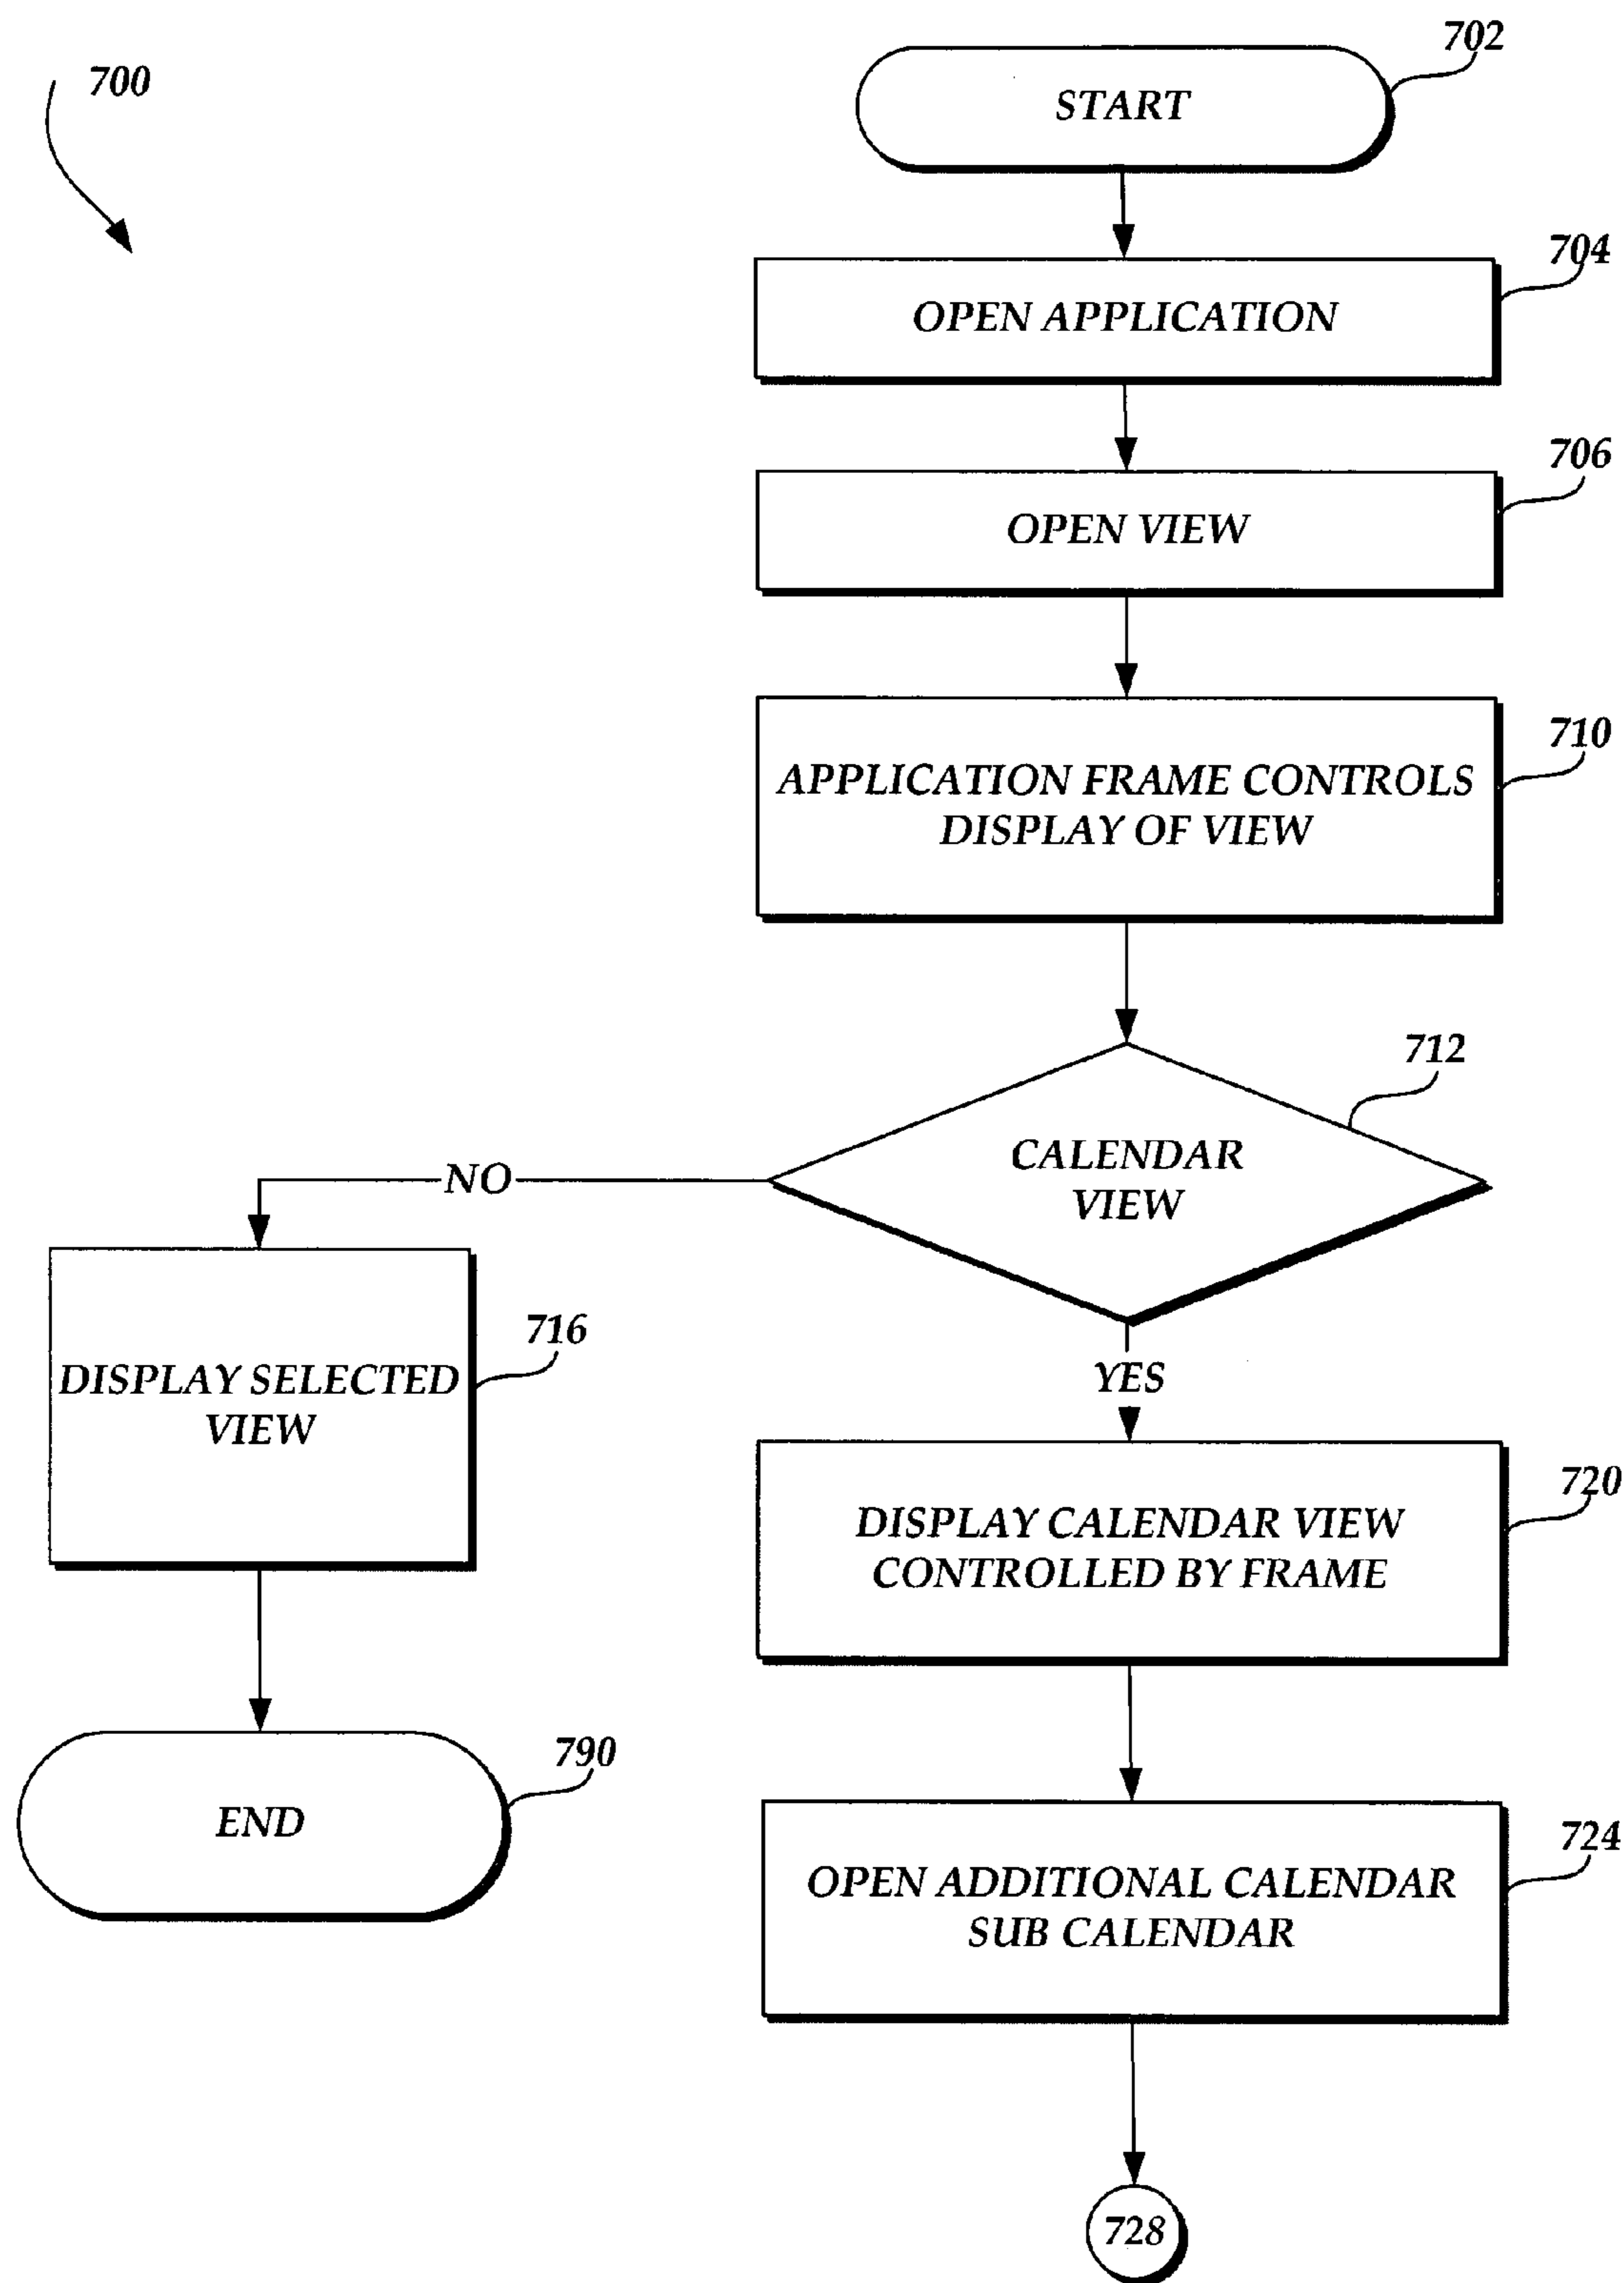 700
702
START
704
OPEN APPLICATION
706
OPEN VIEW
710
APPLICATION FRAME CONTROLS
DISPLAY OF VIEW
712
CALENDAR
VIEW
NO
YES
716
DISPLAY SELECTED
VIEW
720
DISPLAY CALENDAR VIEW
CONTROLLED BY FRAME
790
END
724
OPEN ADDITIONAL CALENDAR
SUB CALENDAR
728